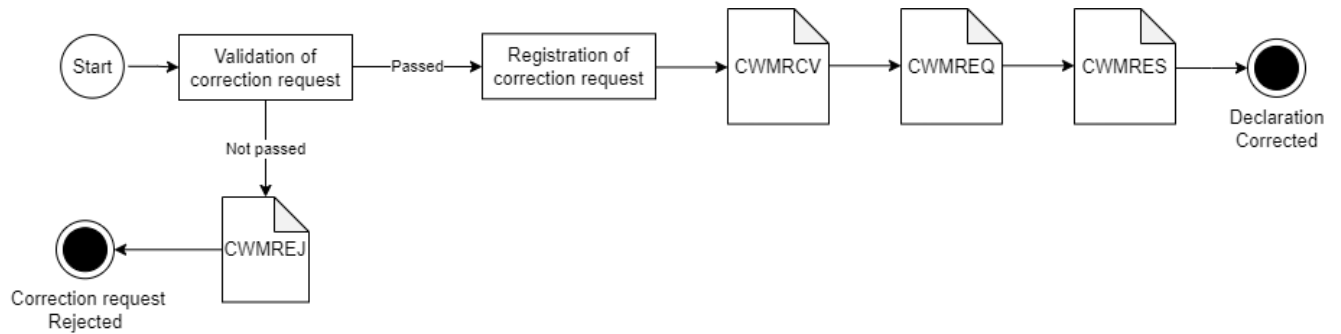 Start
Validation of
correction request
Passed
Registration of
correction request
CWMRCV
CWMREQ
CWMRES
Declaration
Corrected
Not passed
CWMREJ
Correction request
Rejected